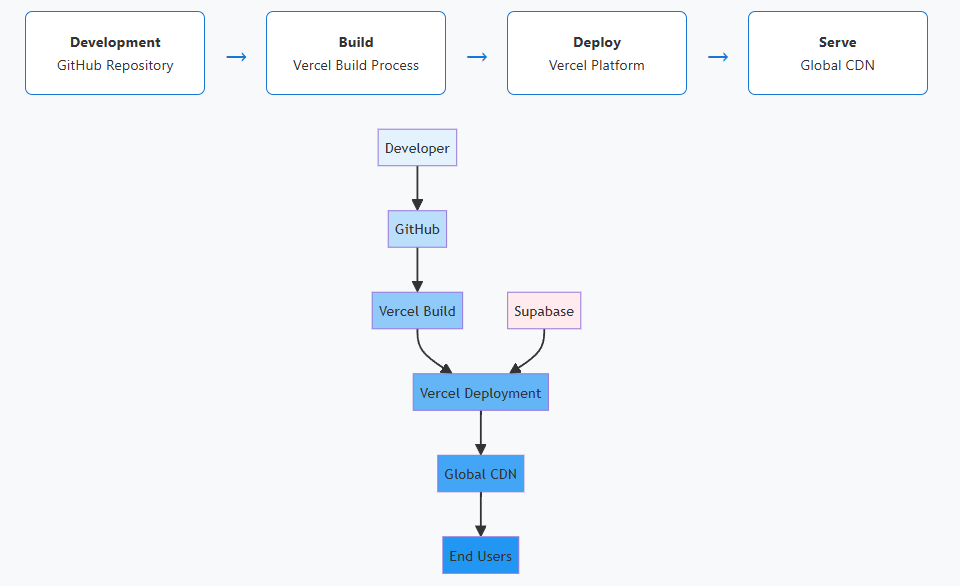 Development
GitHub Repository
→
Build
Vercel Build Process
→
Deploy
Vercel Platform
→
Serve
Global CDN
Developer
GitHub
Vercel Build
Supabase
Vercel Deployment
Global CDN
End Users